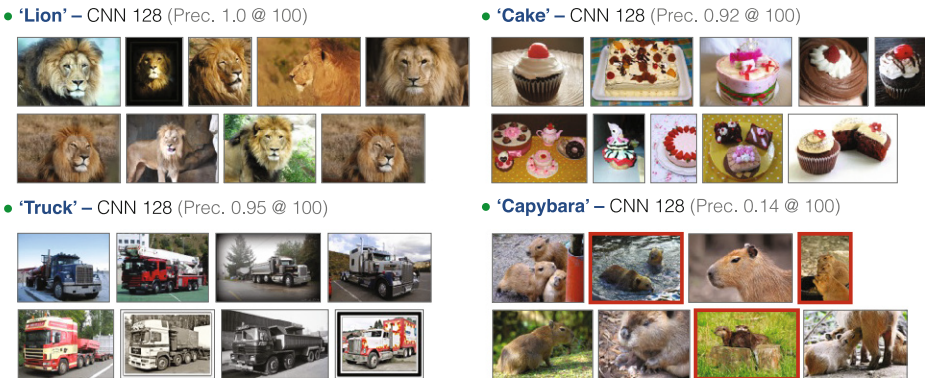 • 'Lion' – CNN 128 (Prec. 1.0 @ 100)
• 'Cake' – CNN 128 (Prec. 0.92 @ 100)
• 'Truck' – CNN 128 (Prec. 0.95 @ 100)
• 'Capybara' – CNN 128 (Prec. 0.14 @ 100)